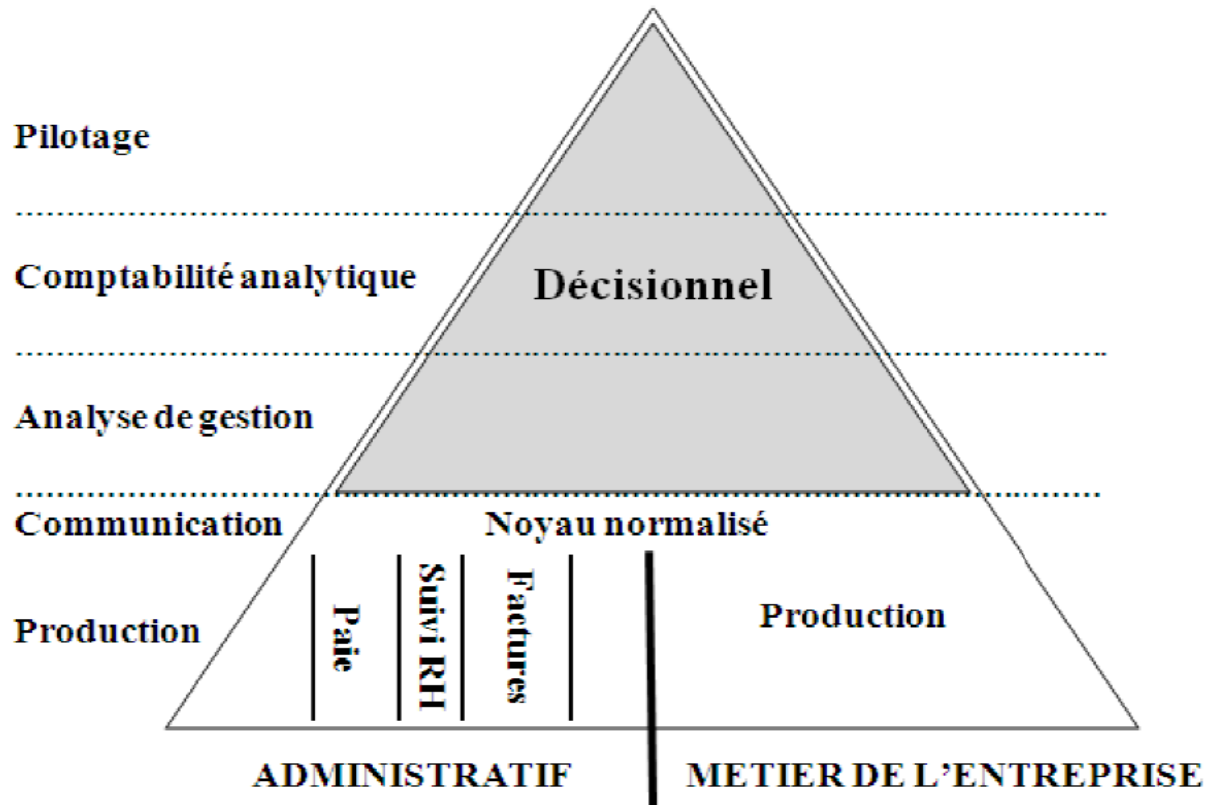 Pilotage
Comptabilité analytique
Décisionnel
Analyse de gestion
Communication
Noyau normalisé
Production
Paie
Suivi RH
Factures
Production
ADMINISTRATIF
METIER DE L'ENTREPRISE